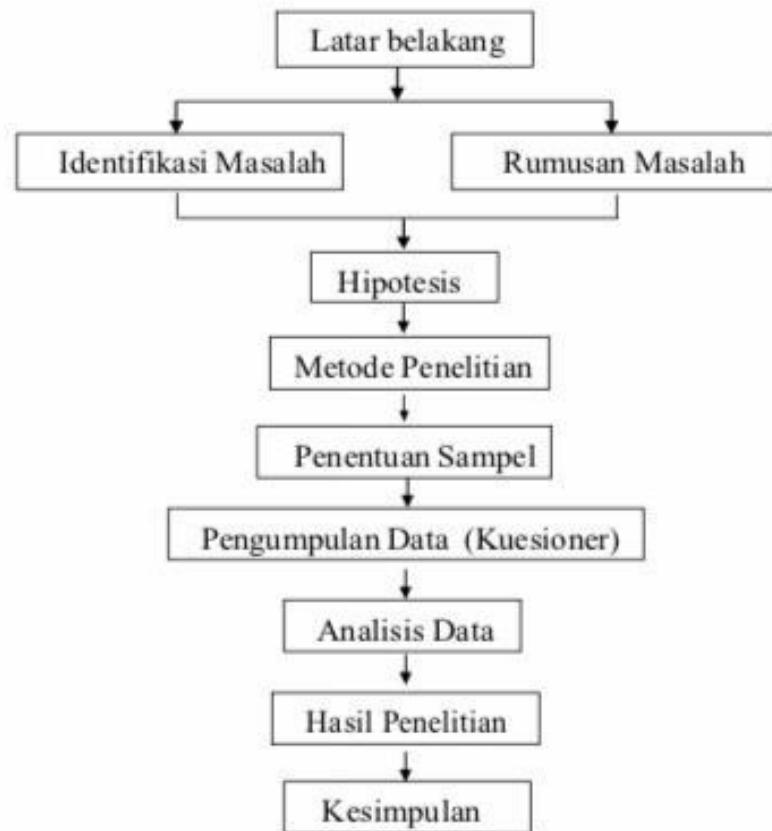 Latar belakang
Identifikasi Masalah
Rumusan Masalah
Hipotesis
Metode Penelitian
Penentuan Sampel
Pengumpulan Data (Kuesioner)
Analisis Data
Hasil Penelitian
Kesimpulan